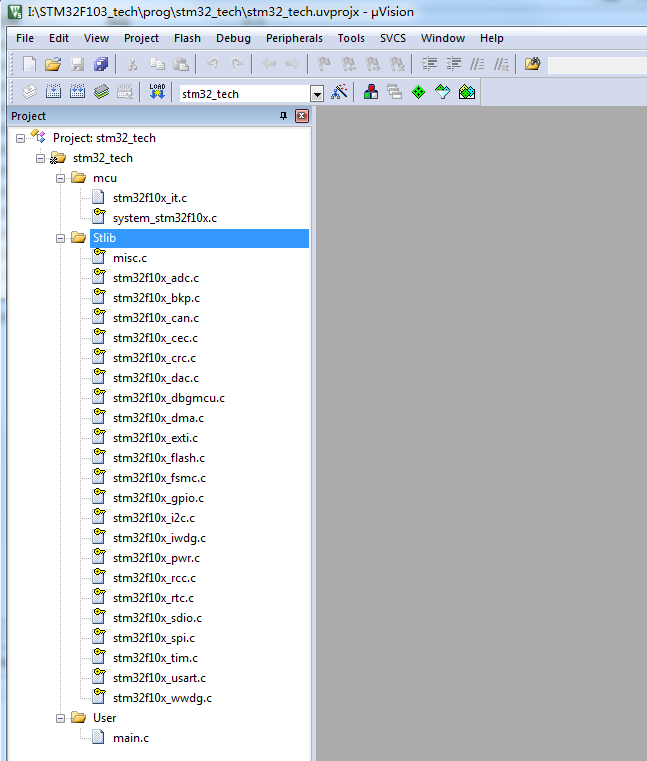 I:\STM32F103_tech\prog\stm32_tech\stm32_tech.uvprojx - µVision
File Edit View Project Flash Debug Peripherals Tools SVCS Window Help
LOAD
stm32_tech
Project
Project: stm32_tech
stm32_tech
mcu
stm32f10x_it.c
system_stm32f10x.c
Stlib
misc.c
stm32f10x_adc.c
stm32f10x_bkp.c
stm32f10x_can.c
stm32f10x_cec.c
stm32f10x_crc.c
stm32f10x_dac.c
stm32f10x_dbgmcu.c
stm32f10x_dma.c
stm32f10x_exti.c
stm32f10x_flash.c
stm32f10x_fsmc.c
stm32f10x_gpio.c
stm32f10x_i2c.c
stm32f10x_iwdg.c
stm32f10x_pwr.c
stm32f10x_rcc.c
stm32f10x_rtc.c
stm32f10x_sdio.c
stm32f10x_spi.c
stm32f10x_tim.c
stm32f10x_usart.c
stm32f10x_wwdg.c
User
main.c